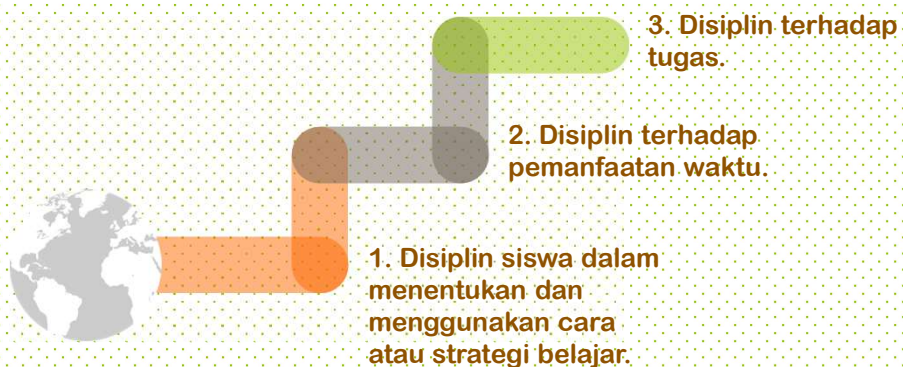 3. Disiplin terhadap
tugas.
2. Disiplin terhadap
pemanfaatan waktu.
1. Disiplin siswa dalam
menentukan dan
menggunakan cara
atau strategi belajar.